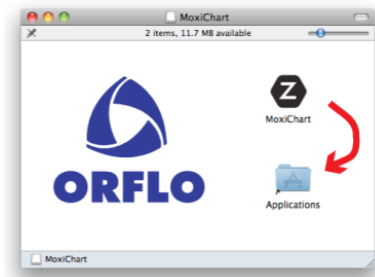 MoxiChart
2 items, 11.7 MB available
Z
MoxiChart
ORFLO
Applications
MoxiChart